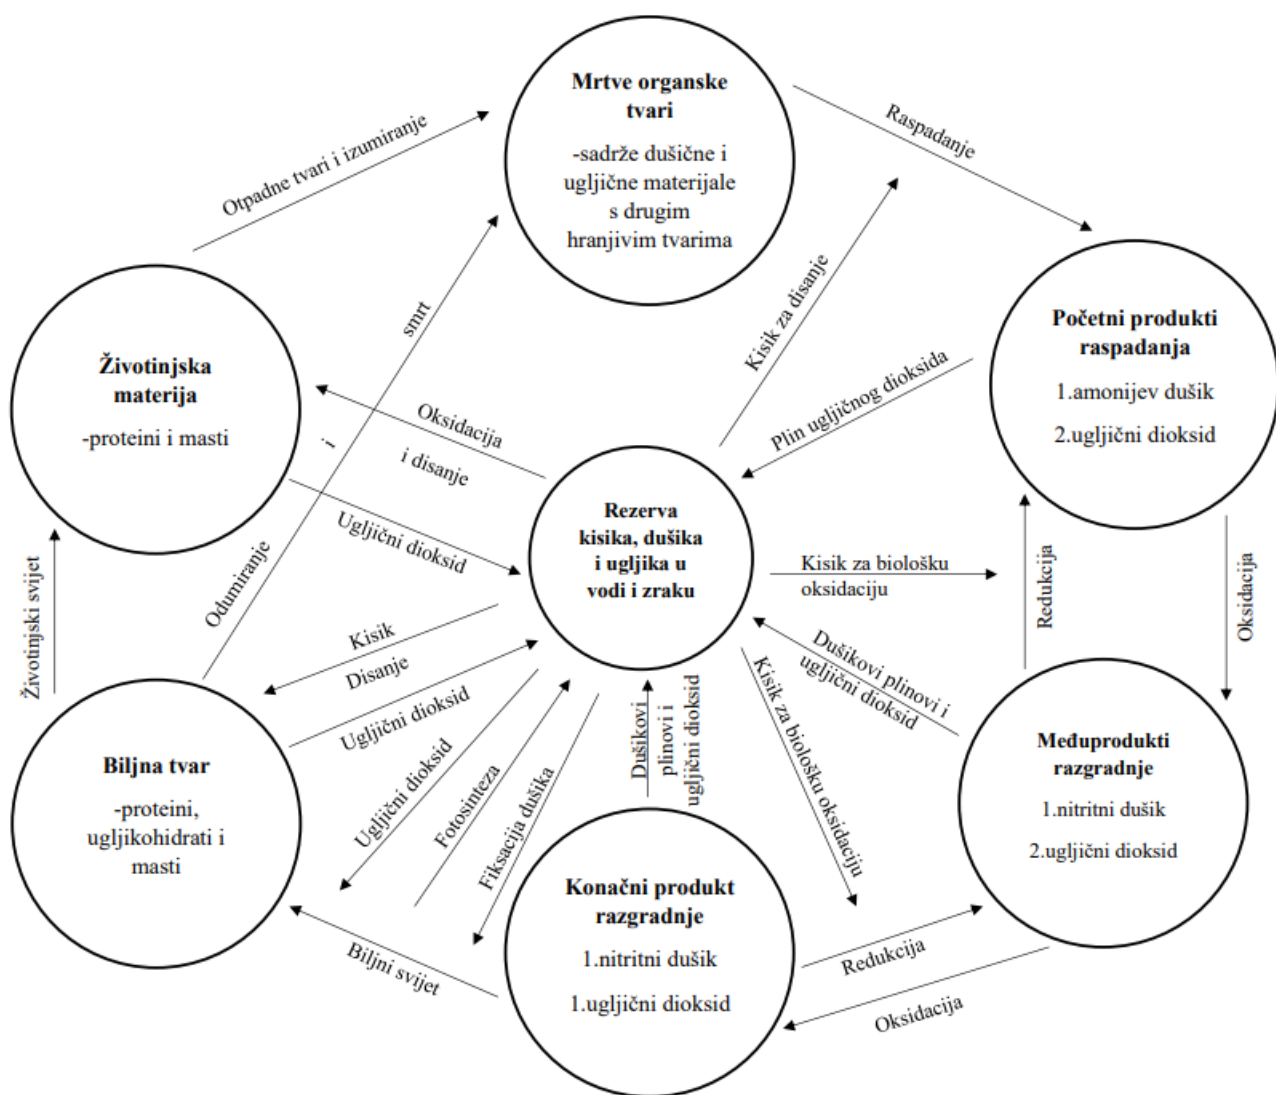 Mrtve organske
tvari
-sadrže dušične i
ugljične materijale
s drugim
hranjivim tvarima
Raspadanje
Otpadne tvari i izumiranje
Kisik za disanje
Početni produkti
raspadanja
1.amonijev dušik
2.ugljični dioksid
Životinjska
materija
-proteini i masti
Odumiranje
i
smrt
Plin ugljičnog dioksida
Oksidacija
i disanje
Ugljični dioksid
Rezerva
kisika, dušika
i ugljika u
vodi i zraku
Kisik za biološku
oksidaciju
Redukcija
Oksidacija
Životinjski svijet
Kisik
Disanje
Ugljični dioksid
Ugljični dioksid
Fotosinteza
Fiksacija dušika
Dušikovi
plinovi i
ugljični dioksid
Kisik za biološku oksidaciju
Dušikovi plinovi i
ugljični dioksid
Međuprodukti
razgradnje
1.nitritni dušik
2.ugljični dioksid
Biljna tvar
-proteini,
ugljikohidrati i
masti
Konačni produkt
razgradnje
1.nitritni dušik
1.ugljični dioksid
Biljni svijet
Redukcija
Oksidacija